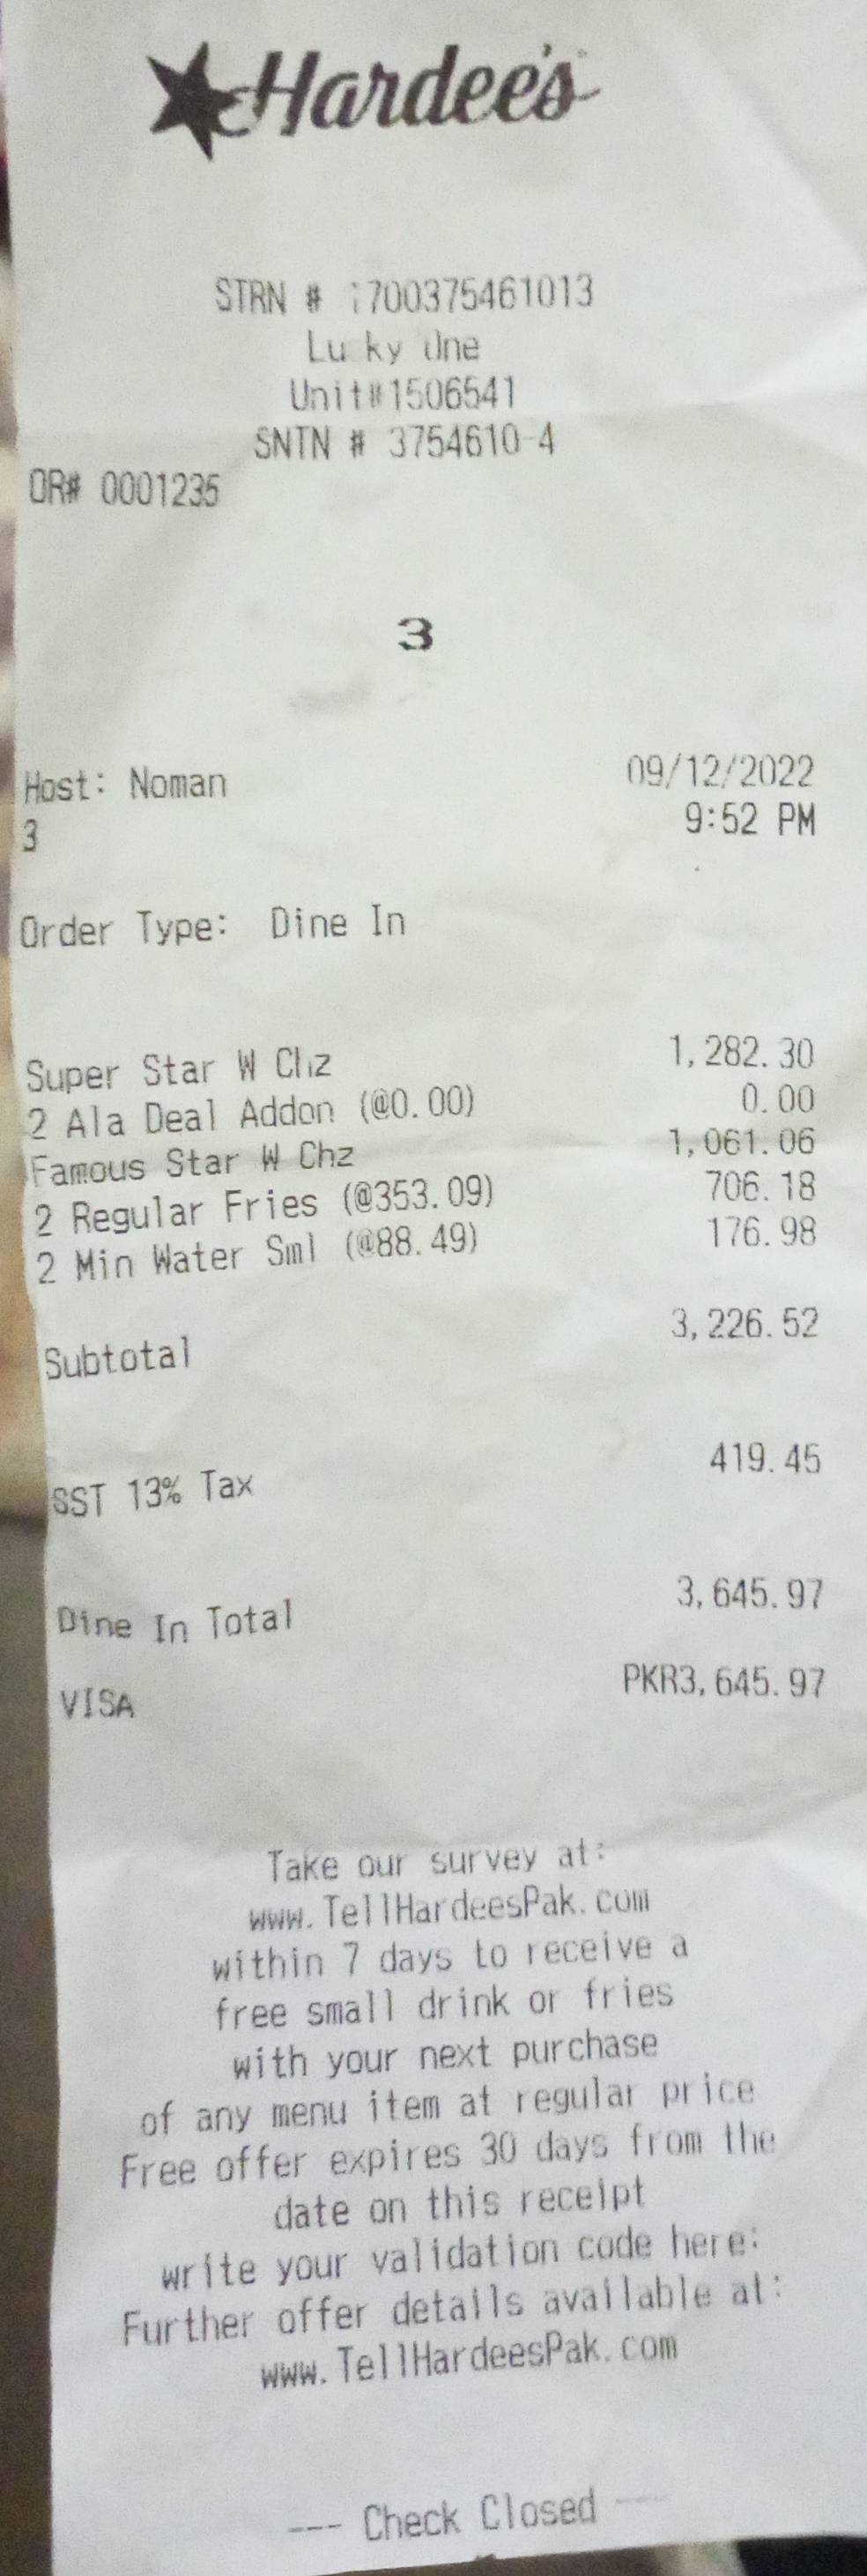 Hardee's
STRN # 1700375461013
Lucky One
Unit#1506541
SNTN # 3754610-4
OR# 0001235
3
Host: Noman 09/12/2022
3 9:52 PM
Order Type: Dine In
Super Star W Chz 1,282.30
2 Ala Deal Addon (@0.00) 0.00
Famous Star W Chz 1,061.06
2 Regular Fries (@353.09) 706.18
2 Min Water Sml (@88.49) 176.98
Subtotal 3,226.52
SST 13% Tax 419.45
Dine In Total 3,645.97
VISA PKR3,645.97
Take our survey at:
www.TellHardeesPak.com
within 7 days to receive a
free small drink or fries
with your next purchase
of any menu item at regular price
Free offer expires 30 days from the
date on this receipt
write your validation code here:
Further offer details available at:
www.TellHardeesPak.com
--- Check Closed ---